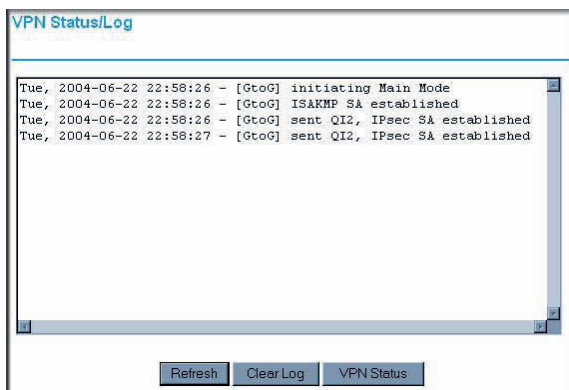 VPN Status/Log
Tue, 2004-06-22 22:58:26 - [GtoG] initiating Main Mode
Tue, 2004-06-22 22:58:26 - [GtoG] ISAKMP SA established
Tue, 2004-06-22 22:58:26 - [GtoG] sent QI2, IPsec SA established
Tue, 2004-06-22 22:58:27 - [GtoG] sent QI2, IPsec SA established
Refresh Clear Log VPN Status